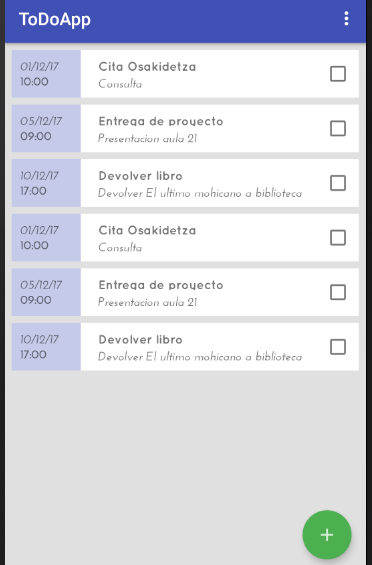 ToDoApp
01/12/17
10:00
Cita Osakidetza
Consulta
05/12/17
09:00
Entrega de proyecto
Presentacion aula 21
10/12/17
17:00
Devolver libro
Devolver El ultimo mohicano a biblioteca
01/12/17
10:00
Cita Osakidetza
Consulta
05/12/17
09:00
Entrega de proyecto
Presentacion aula 21
10/12/17
17:00
Devolver libro
Devolver El ultimo mohicano a biblioteca
+